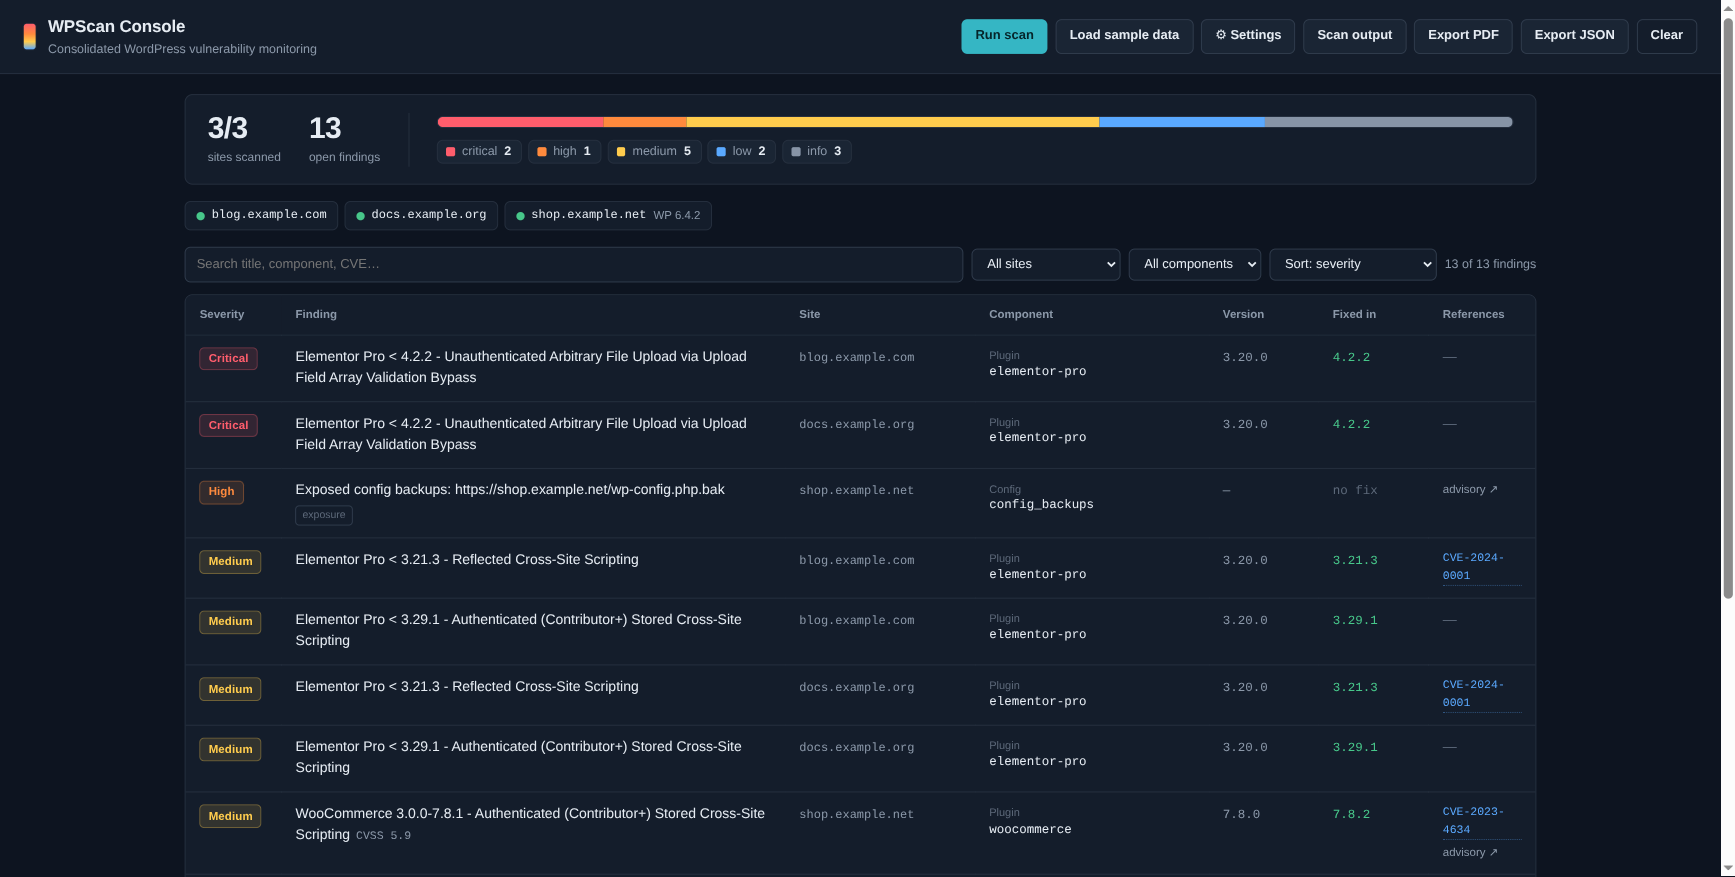 WPScan Console
Consolidated WordPress vulnerability monitoring
Run scan
Load sample data
⚙ Settings
Scan output
Export PDF
Export JSON
Clear
3/3
sites scanned
13
open findings
critical 2
high 1
medium 5
low 2
info 3
blog.example.com
docs.example.org
shop.example.net WP 6.4.2
Search title, component, CVE…
All sites
All components
Sort: severity
13 of 13 findings
Severity Finding Site Component Version Fixed in References
Critical
Elementor Pro < 4.2.2 - Unauthenticated Arbitrary File Upload via Upload
Field Array Validation Bypass
blog.example.com
Plugin
elementor-pro
3.20.0
4.2.2
—
Critical
Elementor Pro < 4.2.2 - Unauthenticated Arbitrary File Upload via Upload
Field Array Validation Bypass
docs.example.org
Plugin
elementor-pro
3.20.0
4.2.2
—
High
Exposed config backups: https://shop.example.net/wp-config.php.bak
exposure
shop.example.net
Config
config_backups
—
no fix
advisory ↗
Medium
Elementor Pro < 3.21.3 - Reflected Cross-Site Scripting
blog.example.com
Plugin
elementor-pro
3.20.0
3.21.3
CVE-2024-
0001
Medium
Elementor Pro < 3.29.1 - Authenticated (Contributor+) Stored Cross-Site
Scripting
blog.example.com
Plugin
elementor-pro
3.20.0
3.29.1
—
Medium
Elementor Pro < 3.21.3 - Reflected Cross-Site Scripting
docs.example.org
Plugin
elementor-pro
3.20.0
3.21.3
CVE-2024-
0001
Medium
Elementor Pro < 3.29.1 - Authenticated (Contributor+) Stored Cross-Site
Scripting
docs.example.org
Plugin
elementor-pro
3.20.0
3.29.1
—
Medium
WooCommerce 3.0.0-7.8.1 - Authenticated (Contributor+) Stored Cross-Site
Scripting CVSS 5.9
shop.example.net
Plugin
woocommerce
7.8.0
7.8.2
CVE-2023-
4634
advisory ↗